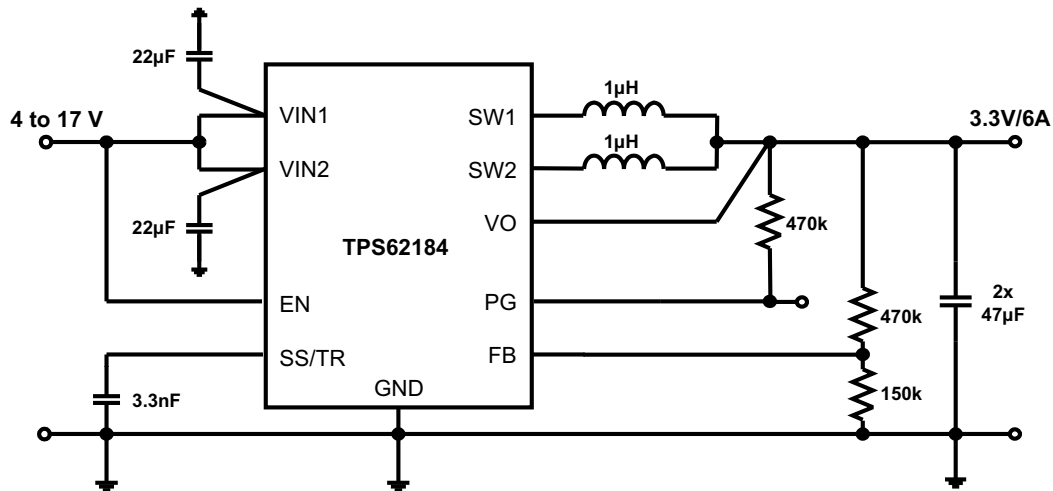 22µF
1µH
4 to 17 V
VIN1
SW1
3.3V/6A
1µH
VIN2
SW2
22µF
VO
470k
TPS62184
EN
PG
2x
47µF
470k
SS/TR
FB
GND
3.3nF
150k